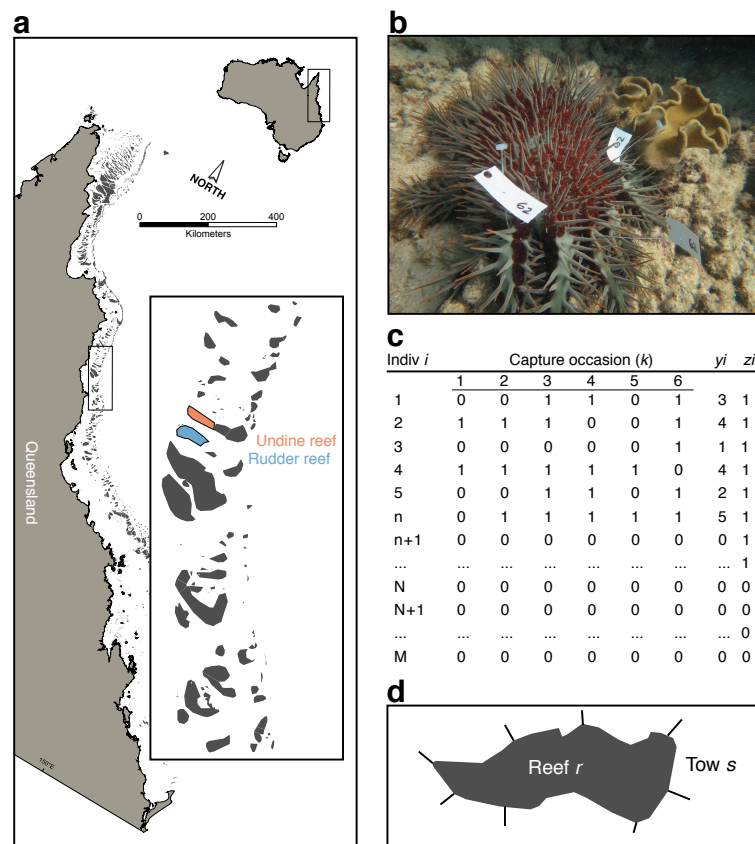 a
NORTH
0 200 400
Kilometers
Undine reef
Rudder reef
Queensland
150°E
b
62
62
62
c
Indiv i Capture occasion (k) yi zi
1 2 3 4 5 6
1 0 0 1 1 0 1 3 1
2 1 1 1 0 0 1 4 1
3 0 0 0 0 0 1 1 1
4 1 1 1 1 1 0 4 1
5 0 0 1 1 0 1 2 1
n 0 1 1 1 1 1 5 1
n+1 0 0 0 0 0 0 0 1
... ... ... ... ... ... ... ... 1
N 0 0 0 0 0 0 0 0
N+1 0 0 0 0 0 0 0 0
... ... ... ... ... ... ... ... 0
M 0 0 0 0 0 0 0 0
d
Reef r
Tow s